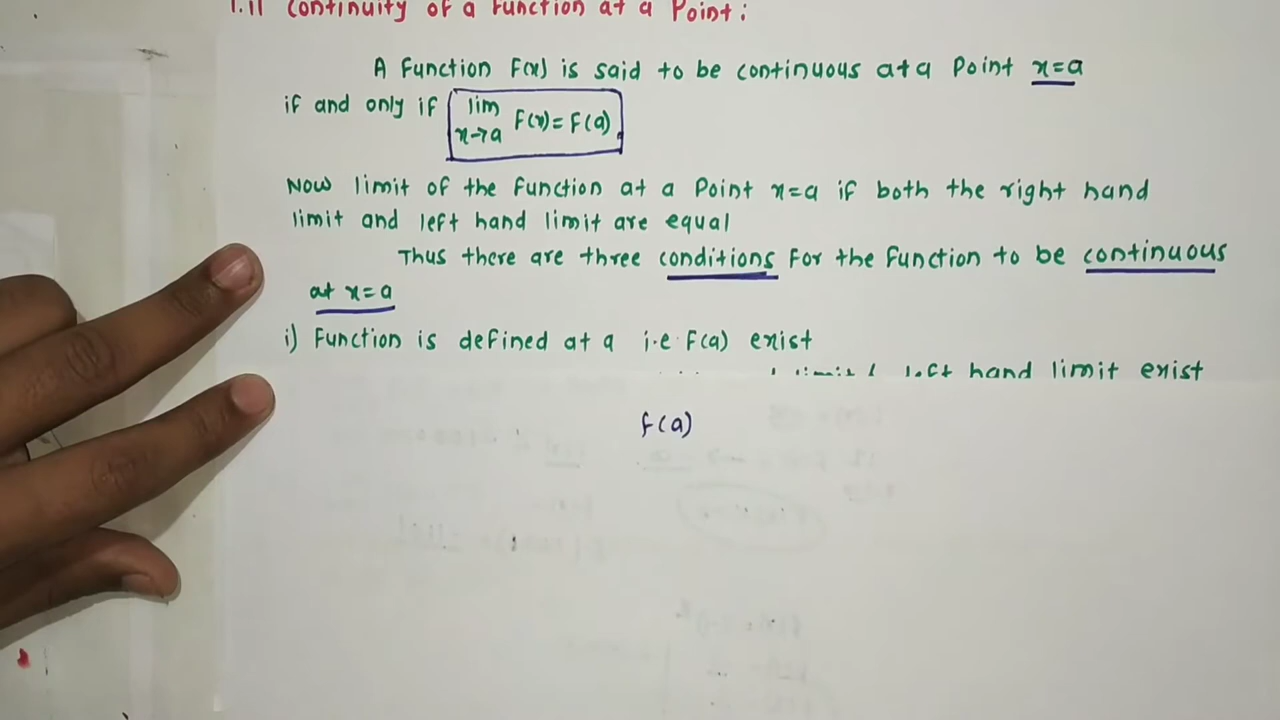 1.11 Continuity of a Function at a Point:
A Function F(x) is said to be continuous at a Point x=a
if and only if lim x→a F(x)=F(a)
Now limit of the function at a Point x=a if both the right hand
limit and left hand limit are equal
Thus there are three conditions For the Function to be continuous
at x=a
i) Function is defined at a i.e F(a) exist
left hand limit exist
F(a)